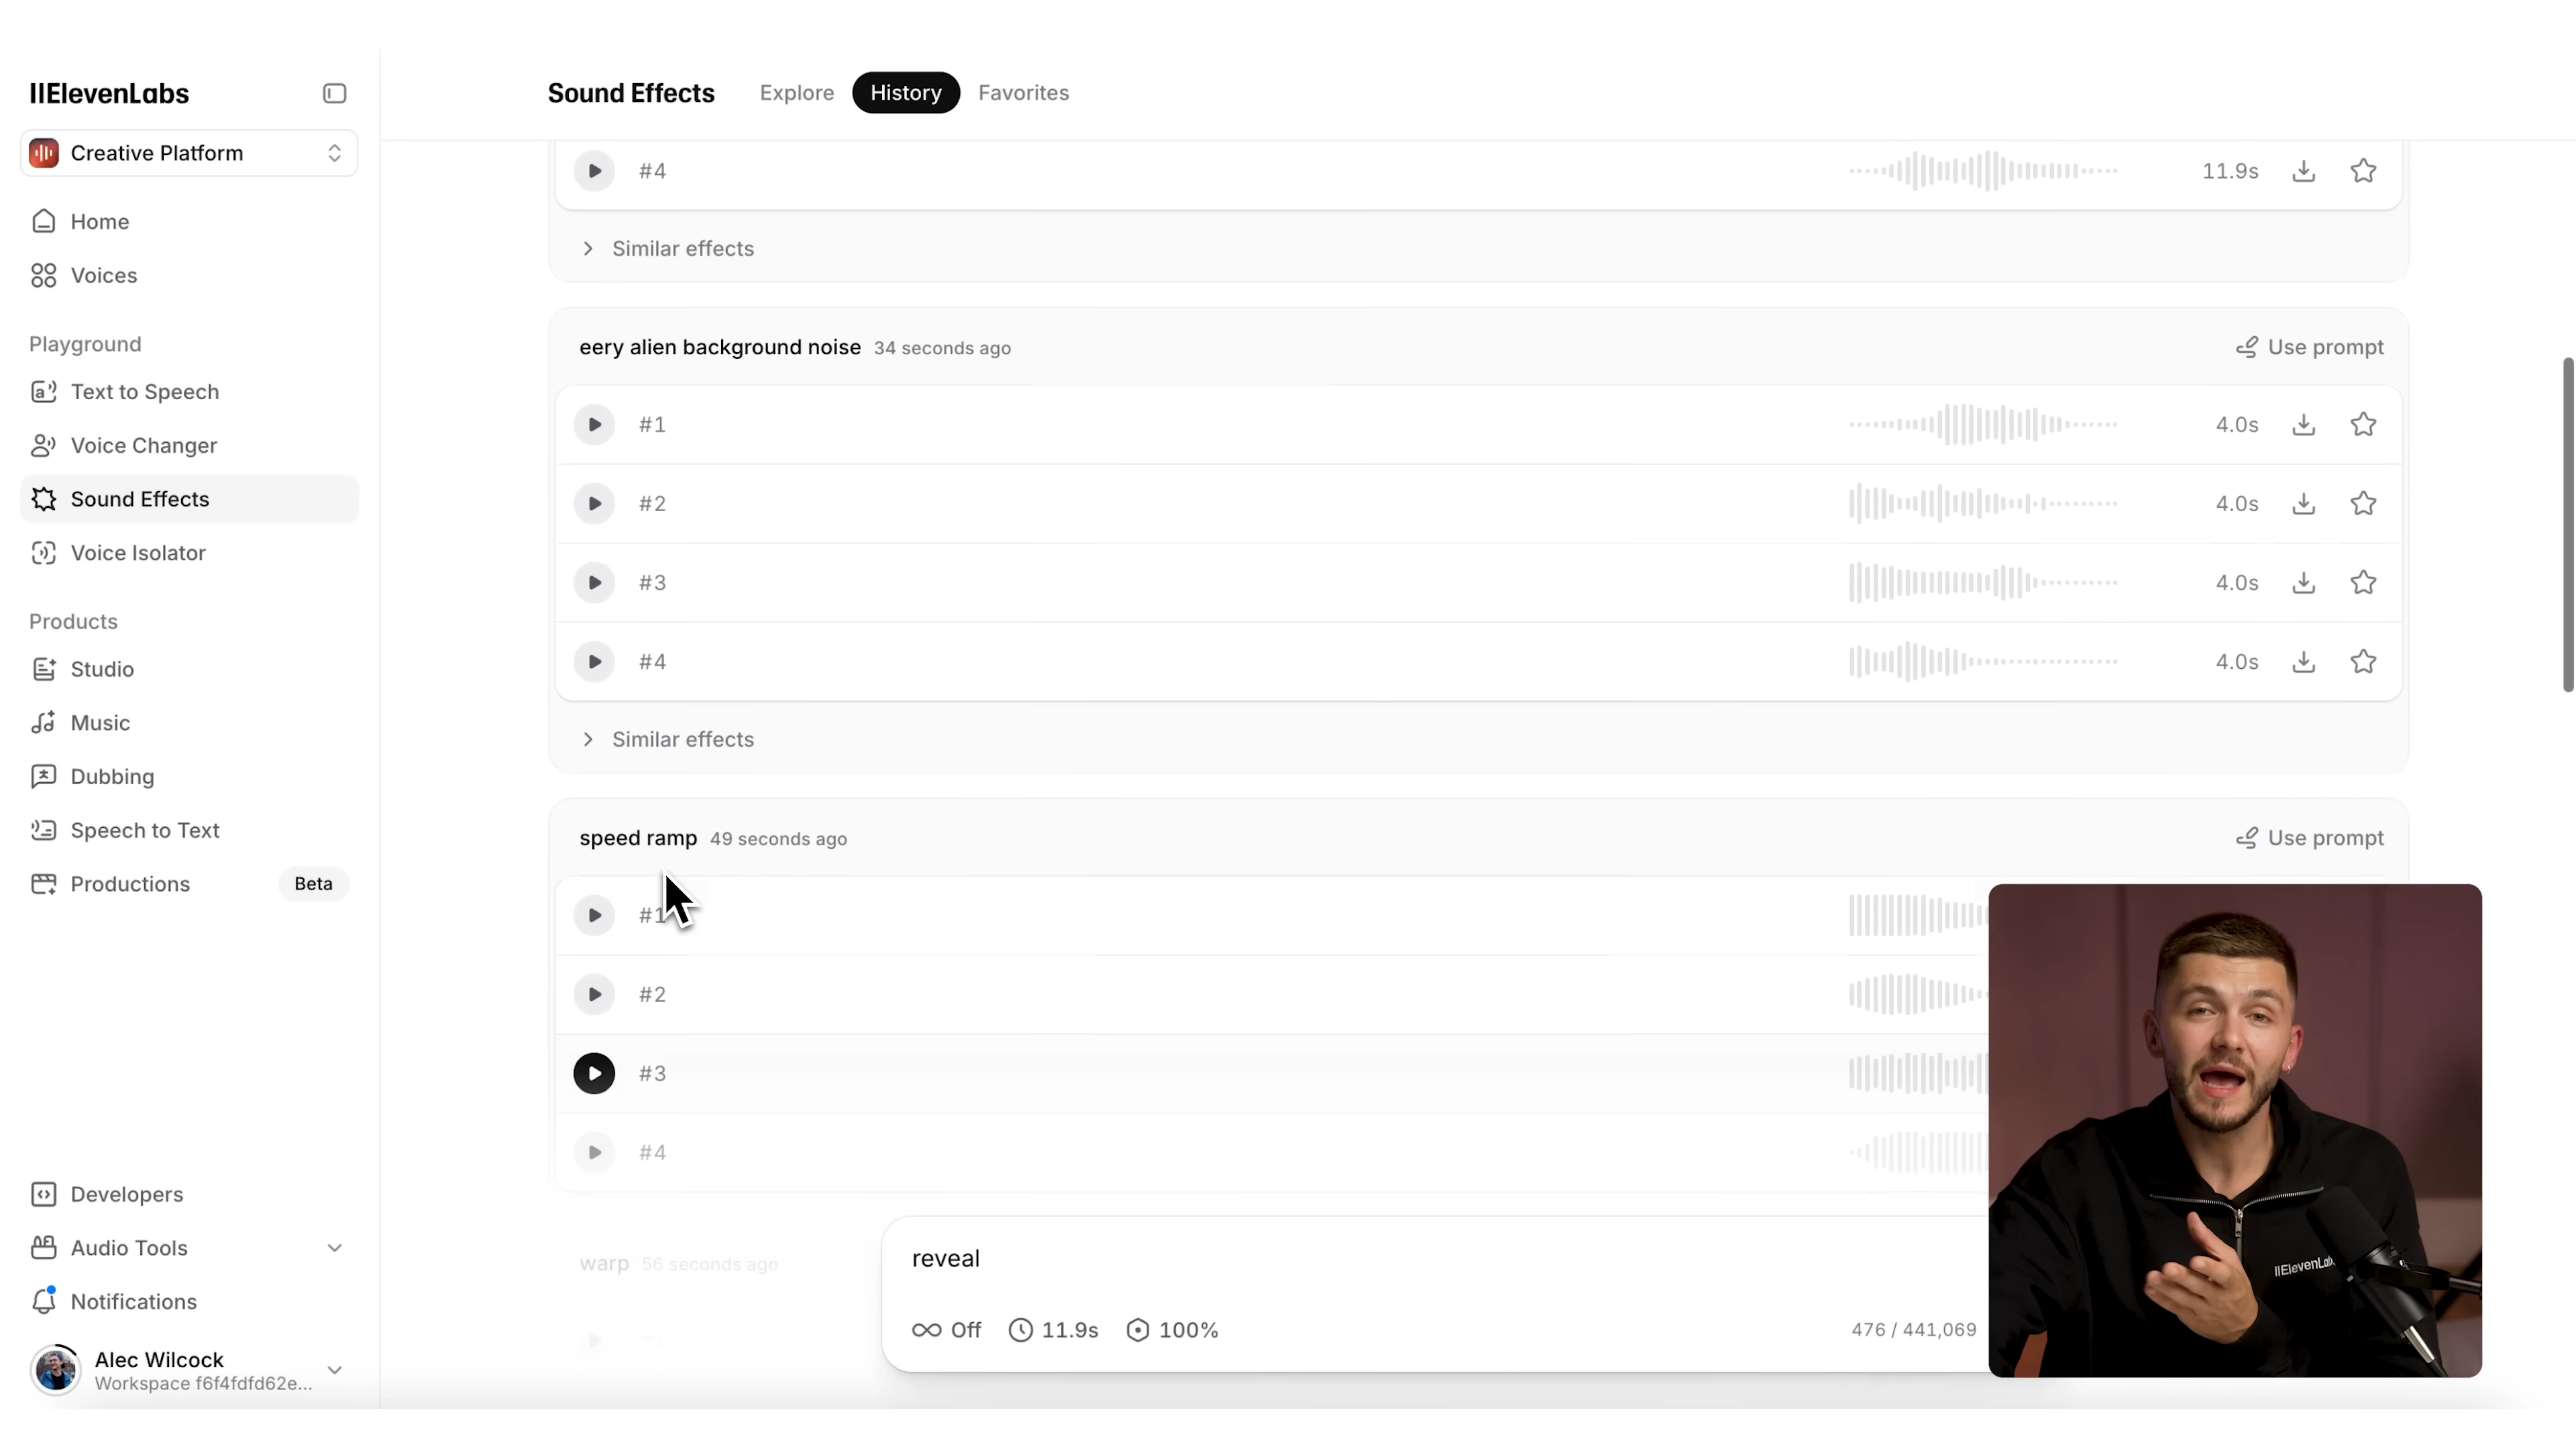 IIElevenLabs
Creative Platform
Home
Voices
Playground
Text to Speech
Voice Changer
Sound Effects
Voice Isolator
Products
Studio
Music
Dubbing
Speech to Text
Productions Beta
Developers
Audio Tools
Notifications
Alec Wilcock
Workspace f6f4fdfd62e...
Sound Effects Explore History Favorites
#4 11.9s
Similar effects
eery alien background noise 34 seconds ago Use prompt
#1 4.0s
#2 4.0s
#3 4.0s
#4 4.0s
Similar effects
speed ramp 49 seconds ago Use prompt
#1
#2
#3
#4
warp 56 seconds ago
reveal
Off 11.9s 100% 476 / 441,069
IIElevenLab